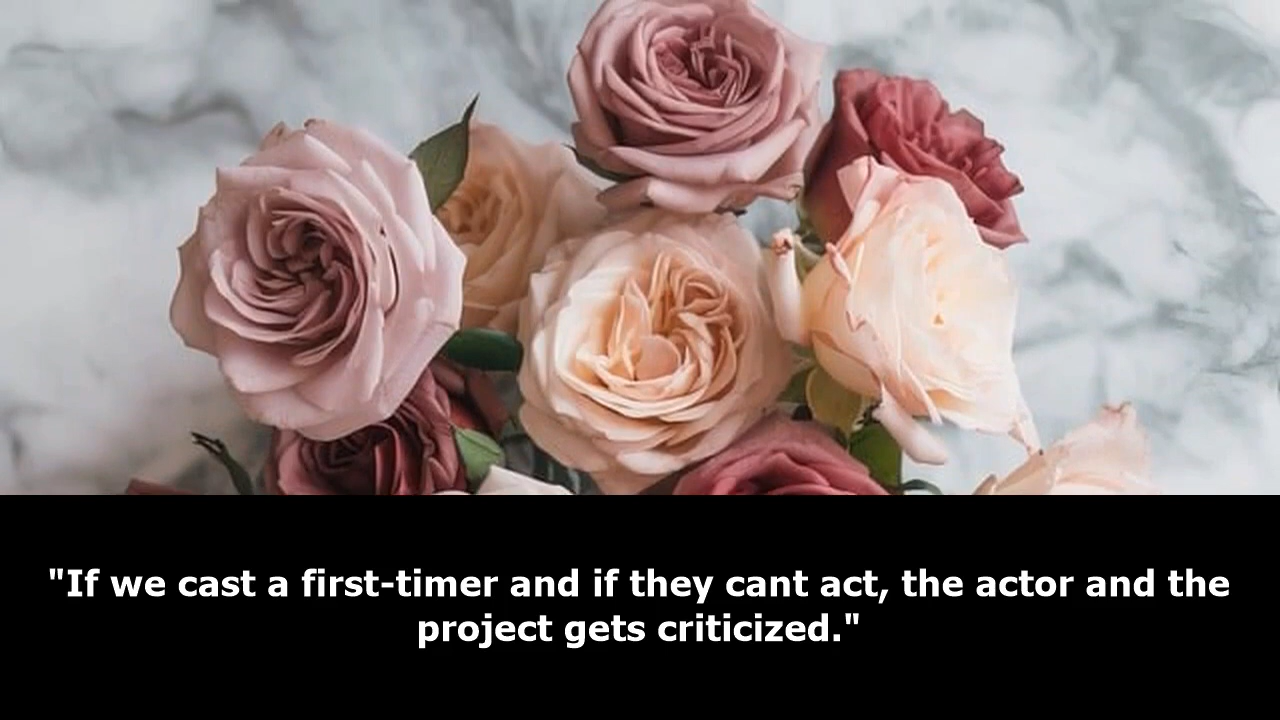 "If we cast a first-timer and if they cant act, the actor and the
project gets criticized."